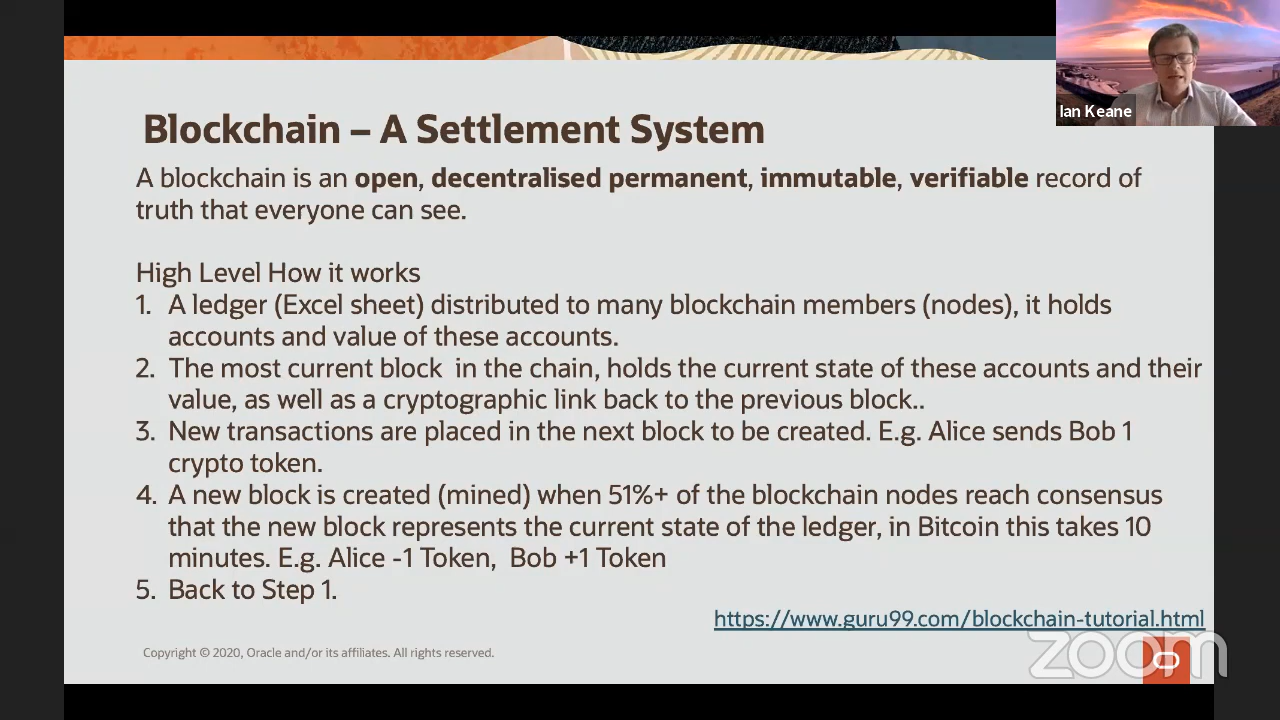 Ian Keane
Blockchain – A Settlement System
A blockchain is an open, decentralised permanent, immutable, verifiable record of
truth that everyone can see.
High Level How it works
1. A ledger (Excel sheet) distributed to many blockchain members (nodes), it holds
accounts and value of these accounts.
2. The most current block  in the chain, holds the current state of these accounts and their
value, as well as a cryptographic link back to the previous block..
3. New transactions are placed in the next block to be created. E.g. Alice sends Bob 1
crypto token.
4. A new block is created (mined) when 51%+ of the blockchain nodes reach consensus
that the new block represents the current state of the ledger, in Bitcoin this takes 10
minutes. E.g. Alice -1 Token,  Bob +1 Token
5. Back to Step 1.
https://www.guru99.com/blockchain-tutorial.html
Copyright © 2020, Oracle and/or its affiliates. All rights reserved.
zoom